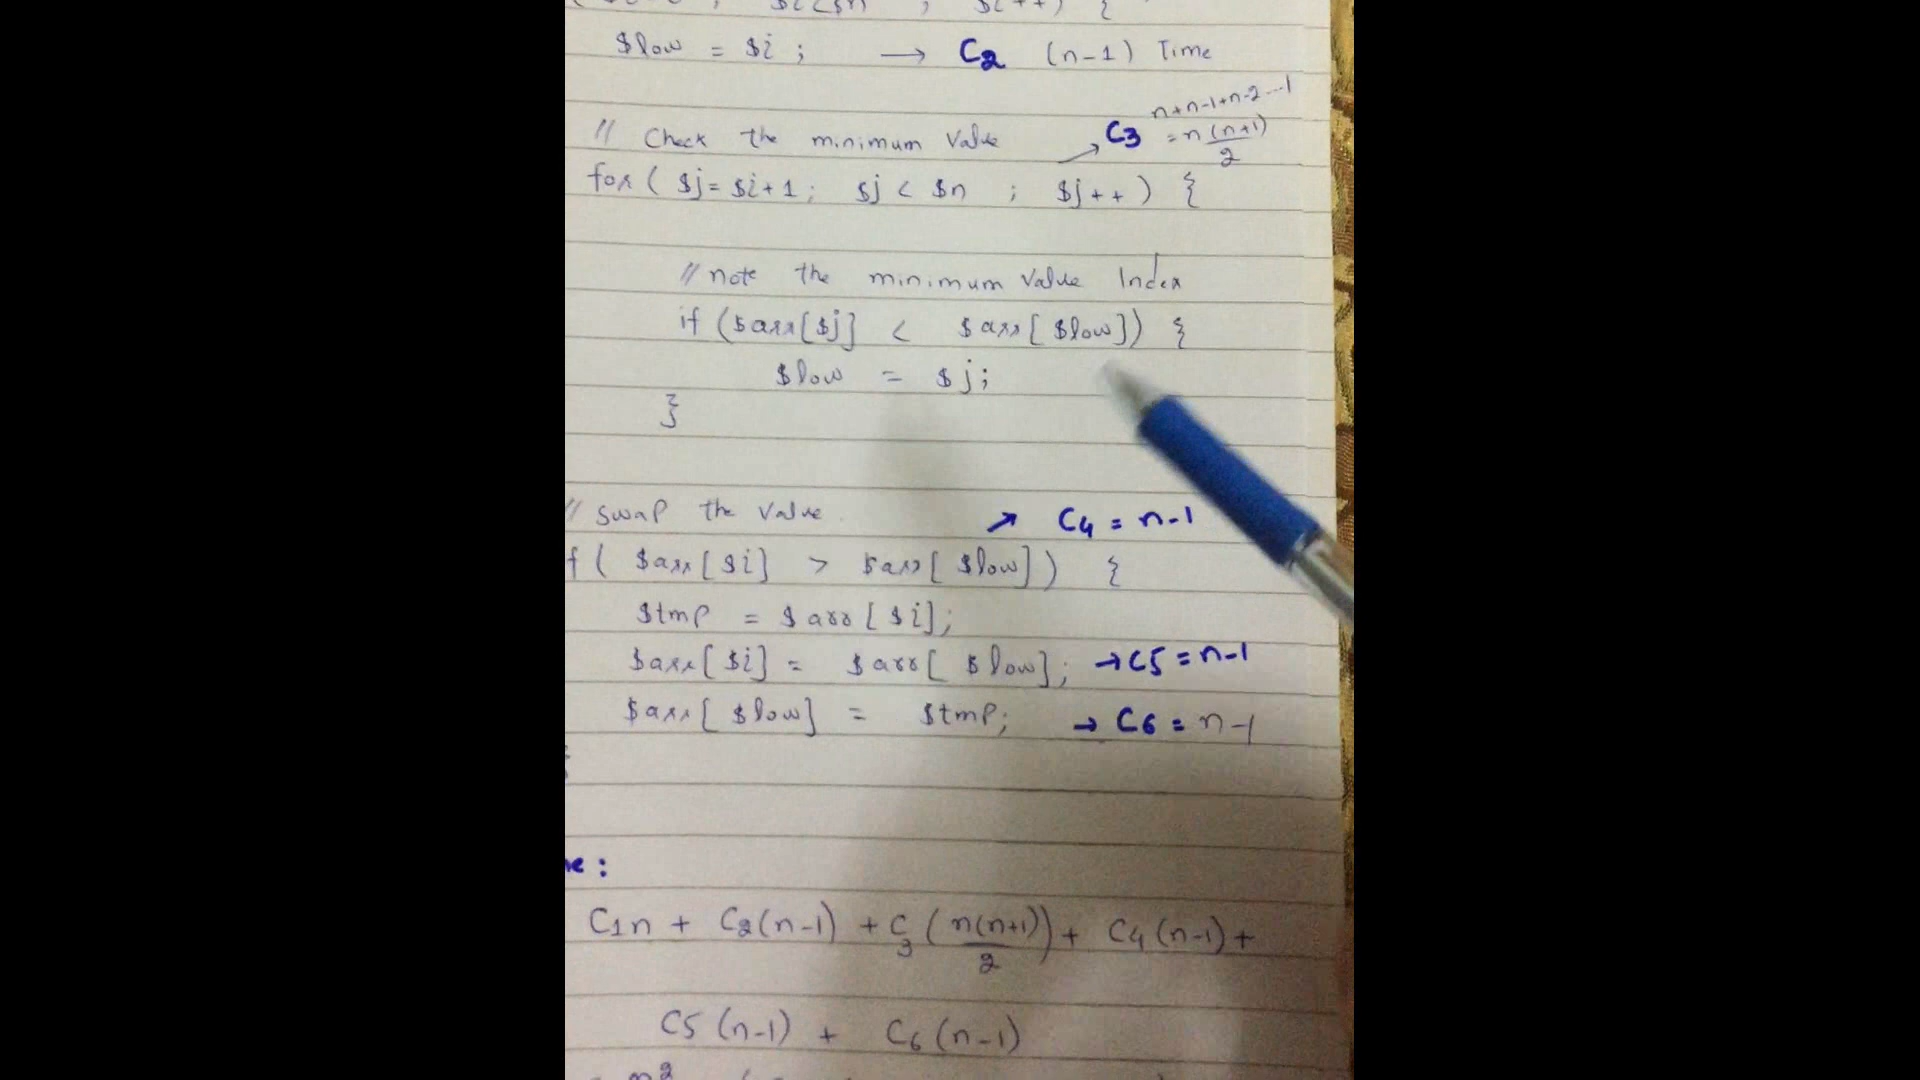 $i<$n ; $i++) {
$low = $i ; → C2 (n-1) Time
n+n-1+n-2...1
// Check the minimum Value → C3 = n(n+1)/2
for ( $j=$i+1; $j < $n ; $j++) {
// note the minimum value Index
if ($arr[$j] < $arr[$low]) {
$low = $j;
}
// swap the value. → C4 = n-1
f ( $arr[$i] > $arr[ $low]) {
$tmp = $arr[$i];
$arr[$i] = $arr[ $low]; → C5 = n-1
$arr[$low] = $tmp; → C6 = n-1
ne :
C1n + C2(n-1) + C3 (n(n+1)/2) + C4(n-1) +
C5 (n-1) + C6(n-1)
n2